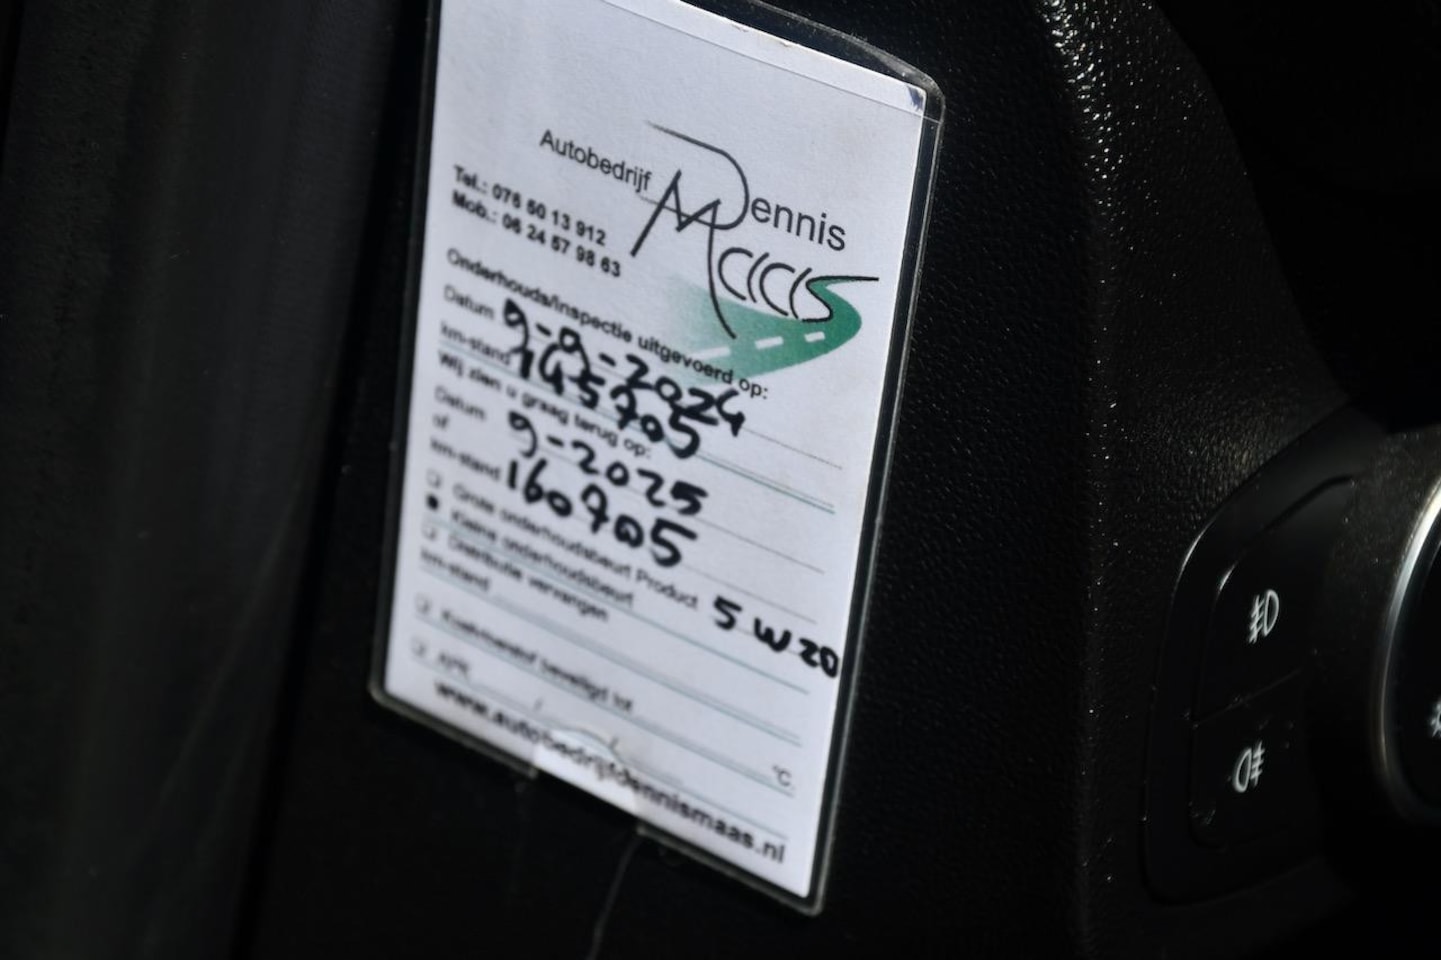 Autobedrijf Dennis
Maas
Tel.: 076 50 13 912
Mob.: 06 24 57 98 63
Onderhouds/inspectie uitgevoerd op:
Datum 9-9-2024
km-stand 145705
Wij zien u graag terug op:
Datum 9-2025
of
km-stand 160705
Grote onderhoudsbeurt Product 5W20
Kleine onderhoudsbeurt
Distributie vervangen
km-stand
Koelvloeistof beveiligd tot °C
APK
www.autobedrijfdennismaas.nl